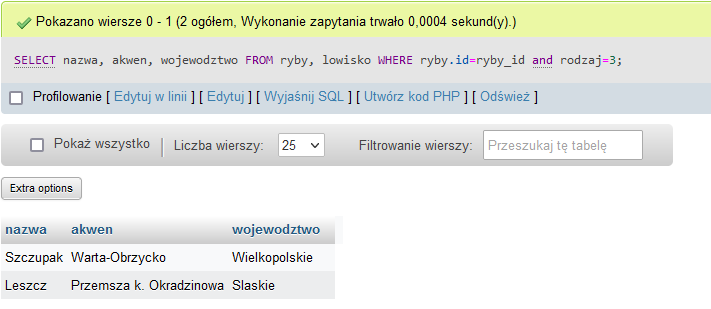 Pokazano wiersze 0 - 1 (2 ogółem, Wykonanie zapytania trwało 0,0004 sekund(y).)
SELECT nazwa, akwen, wojewodztwo FROM ryby, lowisko WHERE ryby.id=ryby_id and rodzaj=3;
Profilowanie [ Edytuj w linii ] [ Edytuj ] [ Wyjaśnij SQL ] [ Utwórz kod PHP ] [ Odśwież ]
Pokaż wszystko | Liczba wierszy: 25 Filtrowanie wierszy: Przeszukaj tę tabelę
Extra options
nazwa akwen wojewodztwo
Szczupak Warta-Obrzycko Wielkopolskie
Leszcz Przemsza k. Okradzinowa Slaskie